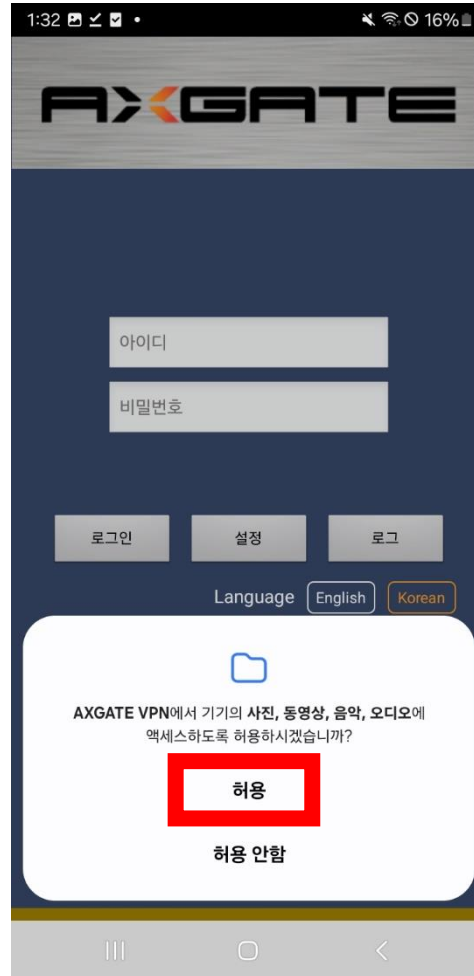 1:32
16%
AXGATE
아이디
비밀번호
로그인 설정 로그
Language English Korean
AXGATE VPN에서 기기의 사진, 동영상, 음악, 오디오에
액세스하도록 허용하시겠습니까?
허용
허용 안함